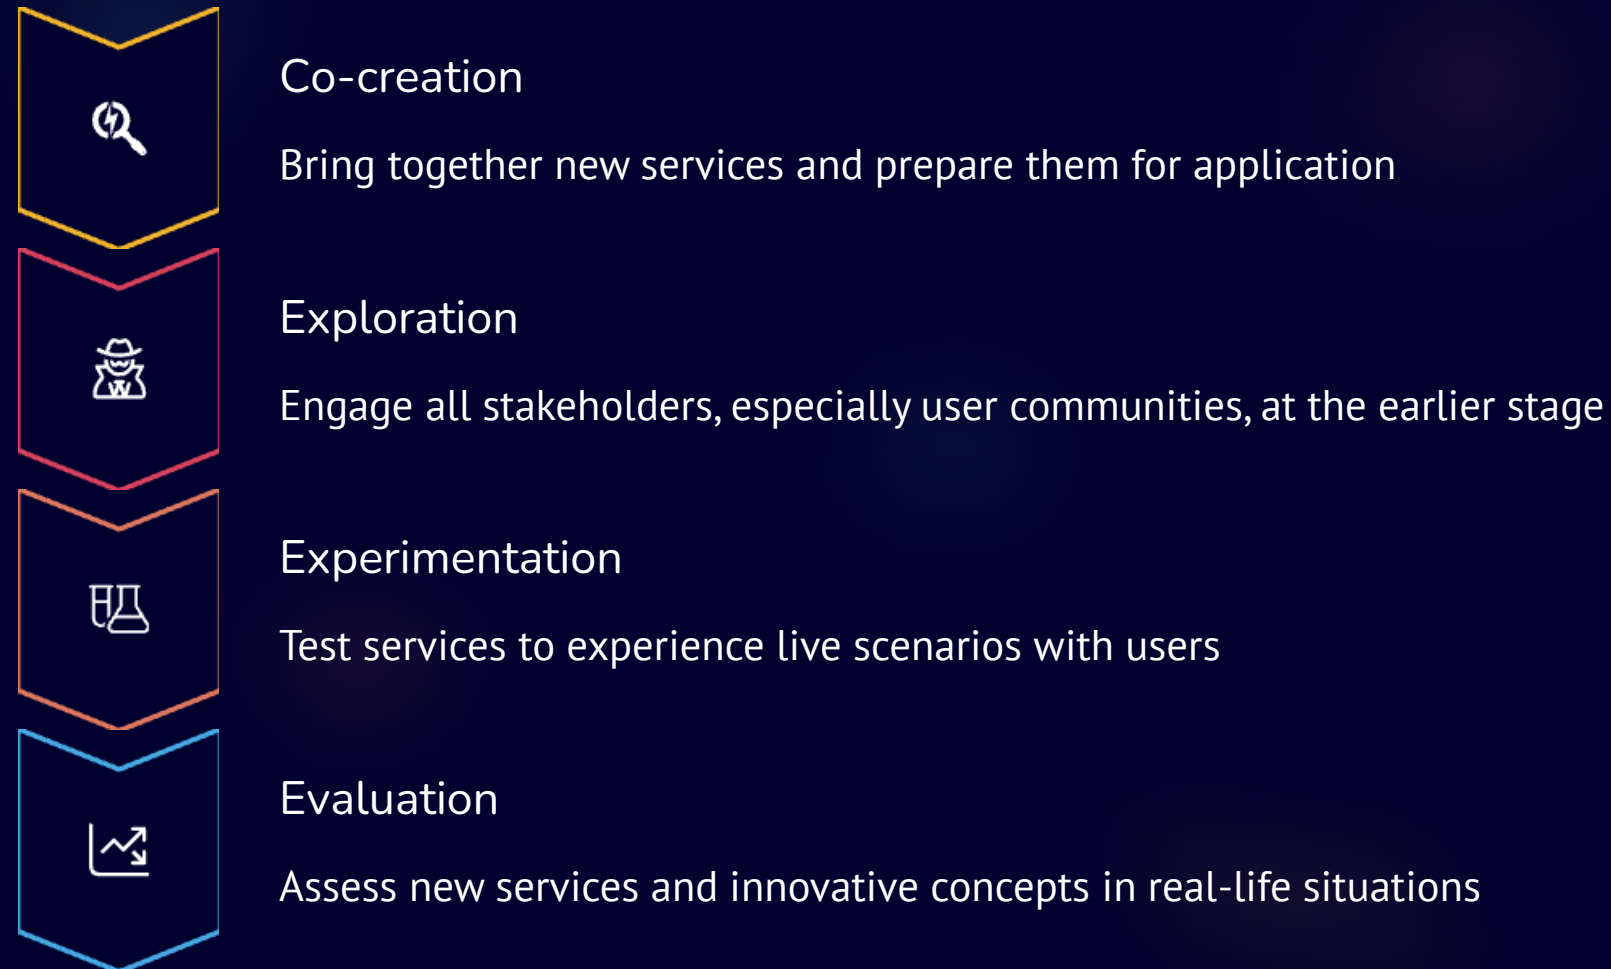 Co-creation
Bring together new services and prepare them for application
Exploration
Engage all stakeholders, especially user communities, at the earlier stage
W
Experimentation
Test services to experience live scenarios with users
Evaluation
Assess new services and innovative concepts in real-life situations